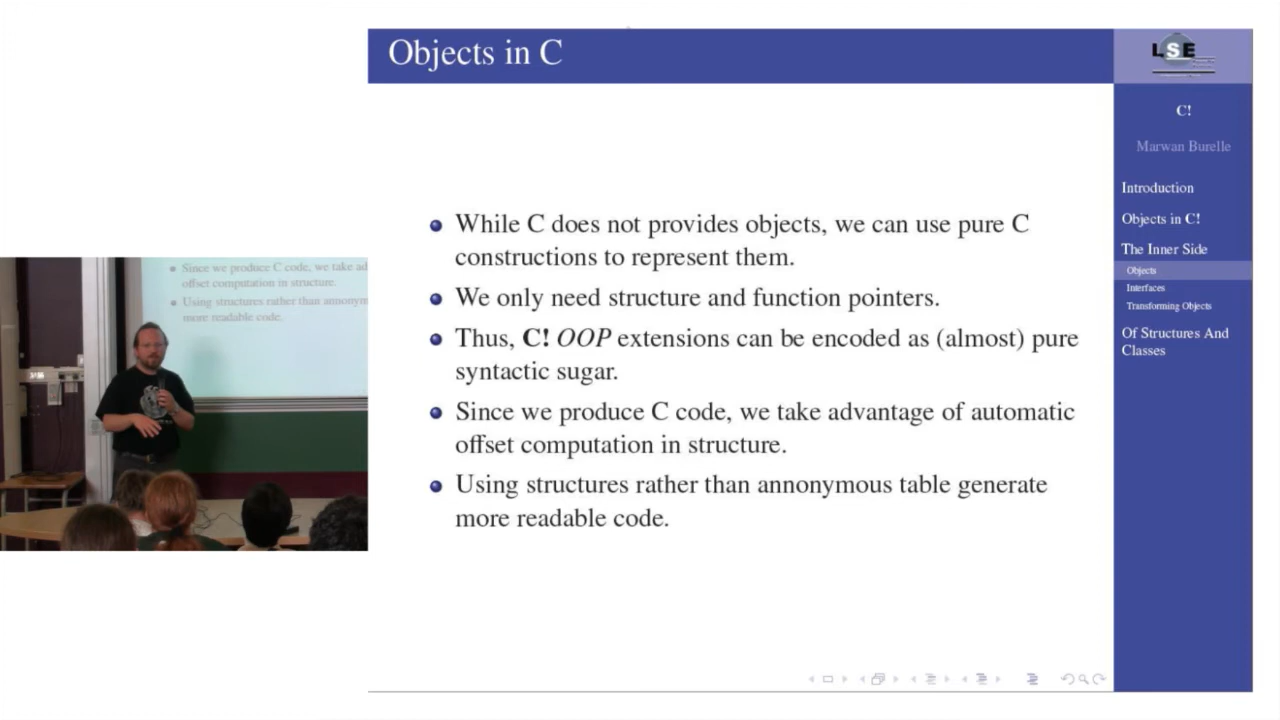 Objects in C
While C does not provides objects, we can use pure C
constructions to represent them.
We only need structure and function pointers.
Thus, C! OOP extensions can be encoded as (almost) pure
syntactic sugar.
Since we produce C code, we take advantage of automatic
offset computation in structure.
Using structures rather than annonymous table generate
more readable code.
LSE
C!
Marwan Burelle
Introduction
Objects in C!
The Inner Side
Objects
Interfaces
Transforming Objects
Of Structures And
Classes
Since we produce C code, we take ad
offset computation in structure.
Using structures rather than annonym
more readable code.